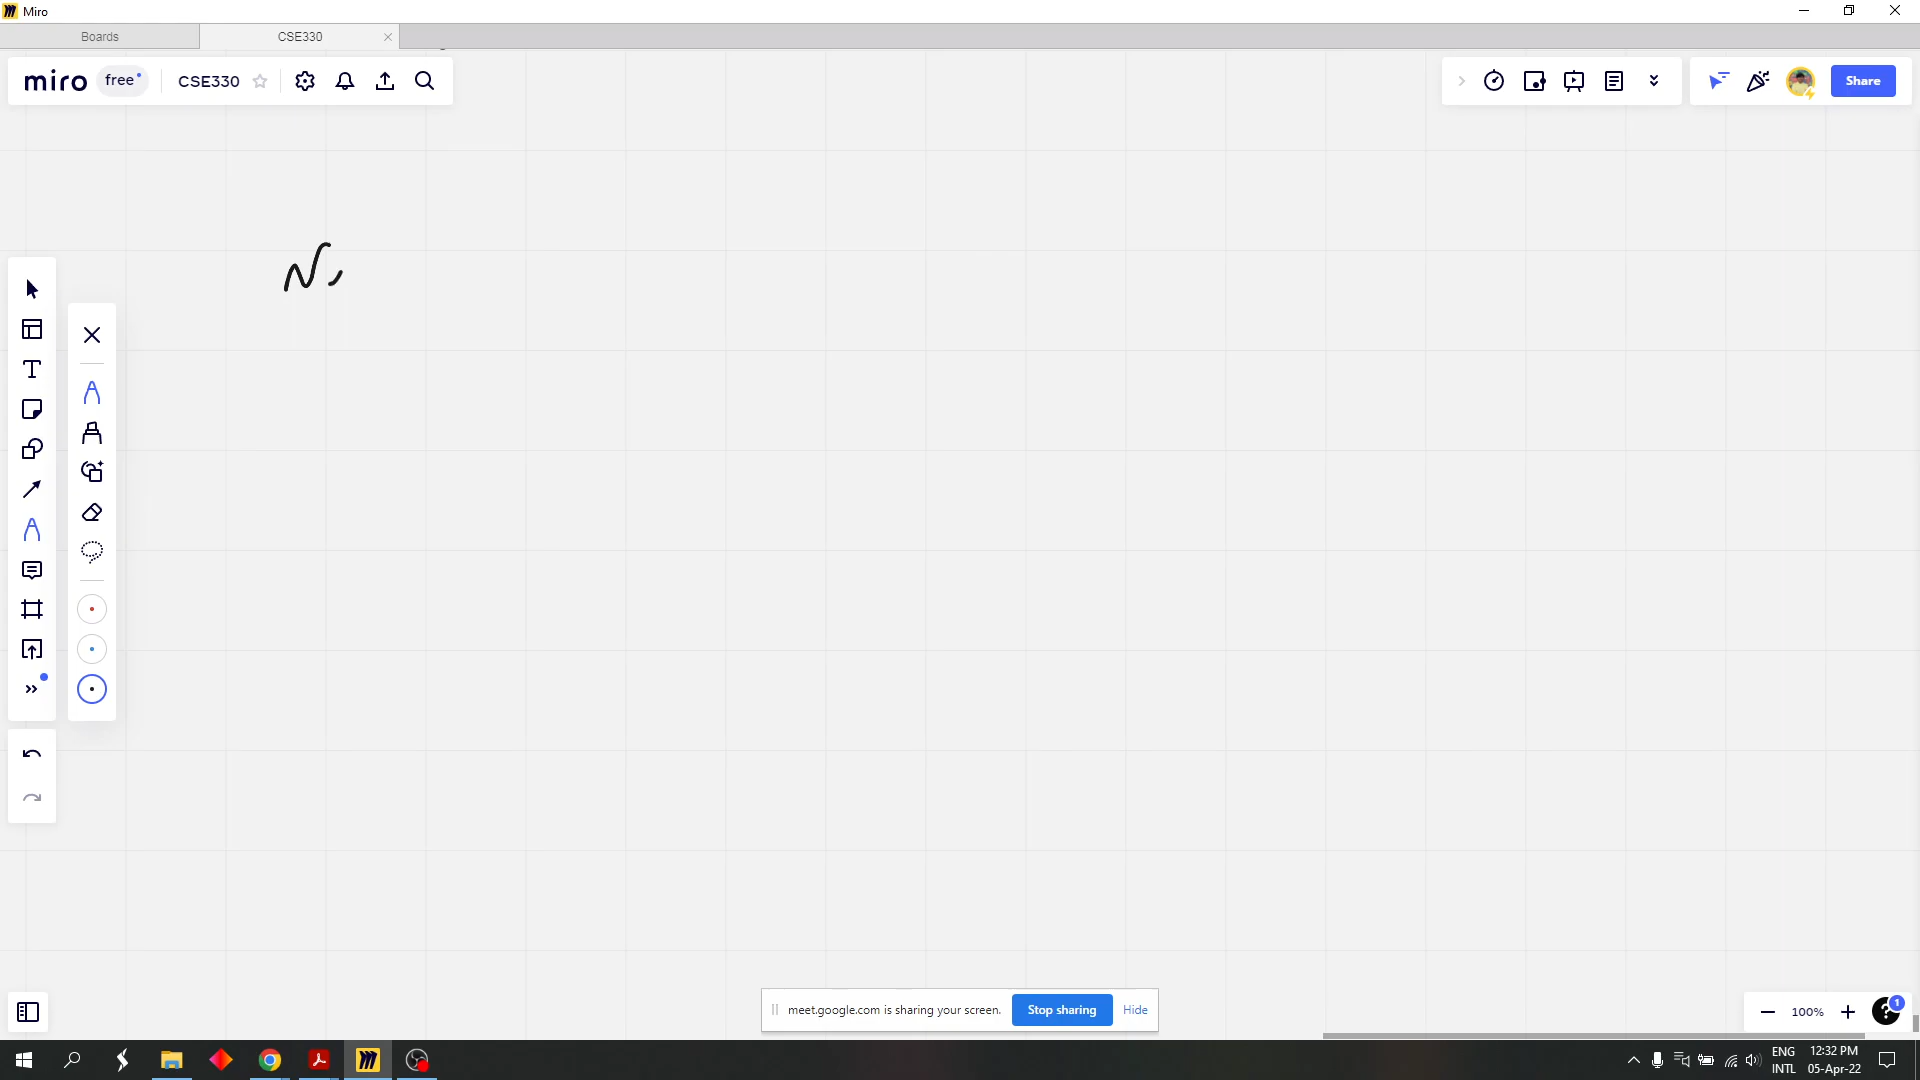 Miro
Boards
CSE330
miro free CSE330
Share
N
meet.google.com is sharing your screen. Stop sharing Hide
100%
1
ENG
INTL
12:32 PM
05-Apr-22